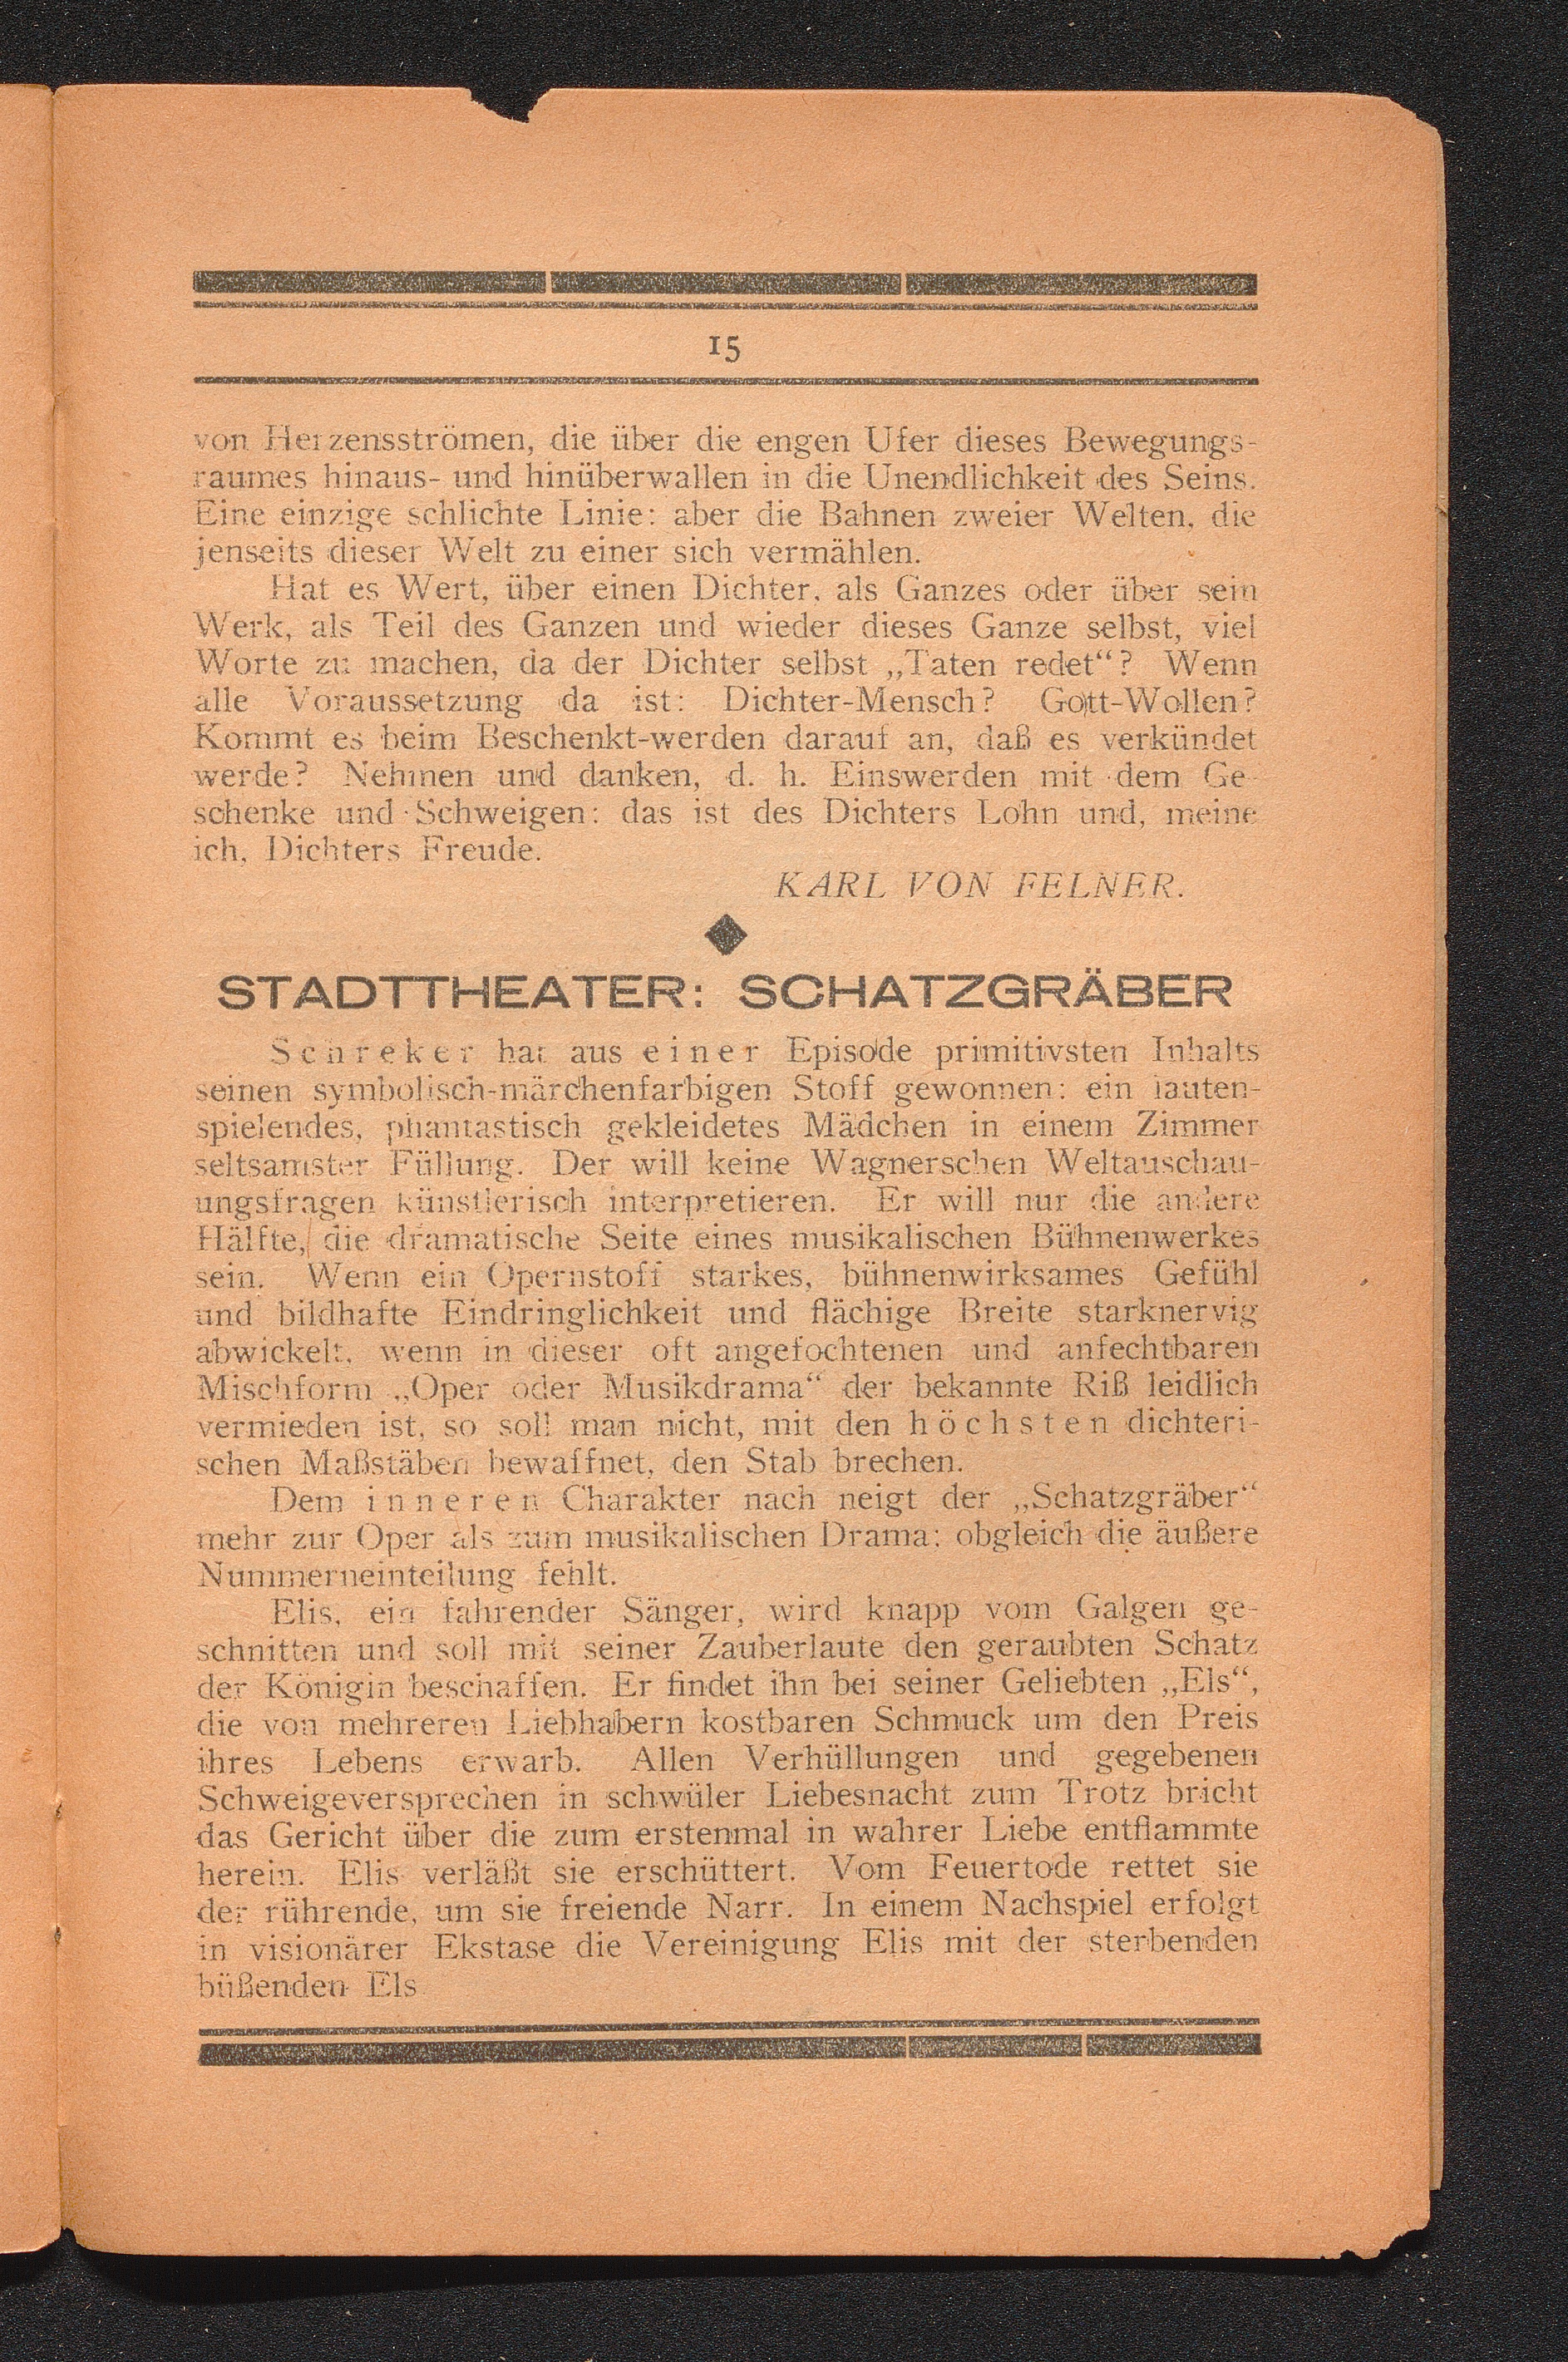 15
von Herzensströmen, die über die engen Ufer dieses Bewegungs-
raumes hinaus- und hinüberwallen in die Unendlichkeit des Seins.
Eine einzige schlichte Linie: aber die Bahnen zweier Welten, die
jenseits dieser Welt zu einer sich vermählen.
Hat es Wert, über einen Dichter, als Ganzes oder über sein
Werk, als Teil des Ganzen und wieder dieses Ganze selbst, viel
Worte zu machen, da der Dichter selbst „Taten redet“? Wenn
alle Voraussetzung da ist: Dichter-Mensch? Gott-Wollen?
Kommt es beim Beschenkt-werden darauf an, daß es verkündet
werde? Nehmen und danken, d. h. Einswerden mit dem Ge-
schenke und Schweigen: das ist des Dichters Lohn und, meine
ich, Dichters Freude.
KARL VON FELNER.
STADTTHEATER: SCHATZGRÄBER
Schreker hat aus einer Episode primitivsten Inhalts
seinen symbolisch-märchenfarbigen Stoff gewonnen: ein lauten-
spielendes, phantastisch gekleidetes Mädchen in einem Zimmer
seltsamster Füllung. Der will keine Wagnerschen Weltauschau-
ungsfragen künstlerisch interpretieren. Er will nur die andere
Hälfte, die dramatische Seite eines musikalischen Bühnenwerkes
sein. Wenn ein Opernstoff starkes, bühnenwirksames Gefühl
und bildhafte Eindringlichkeit und flächige Breite starknervig
abwickelt, wenn in dieser oft angefochtenen und anfechtbaren
Mischform „Oper oder Musikdrama“ der bekannte Riß leidlich
vermieden ist, so soll man nicht, mit den höchsten dichteri-
schen Maßstäben bewaffnet, den Stab brechen.
Dem inneren Charakter nach neigt der „Schatzgräber“
mehr zur Oper als zum musikalischen Drama: obgleich die äußere
Nummerneinteilung fehlt.
Elis, ein fahrender Sänger, wird knapp vom Galgen ge-
schnitten und soll mit seiner Zauberlaute den geraubten Schatz
der Königin beschaffen. Er findet ihn bei seiner Geliebten „Els“,
die von mehreren Liebhabern kostbaren Schmuck um den Preis
ihres Lebens erwarb. Allen Verhüllungen und gegebenen
Schweigeversprechen in schwüler Liebesnacht zum Trotz bricht
das Gericht über die zum erstenmal in wahrer Liebe entflammte
herein. Elis verläßt sie erschüttert. Vom Feuertode rettet sie
der rührende, um sie freiende Narr. In einem Nachspiel erfolgt
in visionärer Ekstase die Vereinigung Elis mit der sterbenden
büßenden Els